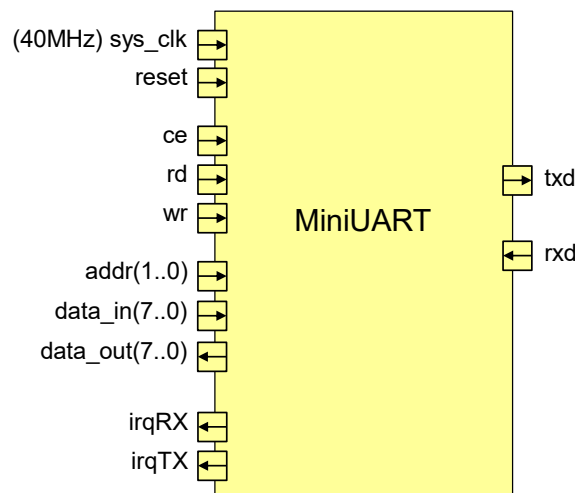 (40MHz) sys_clk
reset
ce
rd
wr
addr(1..0)
data_in(7..0)
data_out(7..0)
irqRX
irqTX
MiniUART
txd
rxd